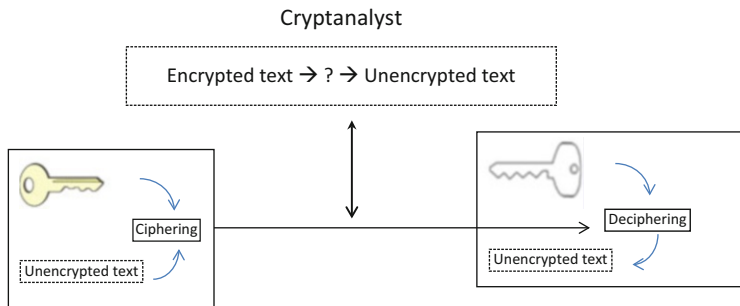 Cryptanalyst
Encrypted text → ? → Unencrypted text
Ciphering
Unencrypted text
Deciphering
Unencrypted text